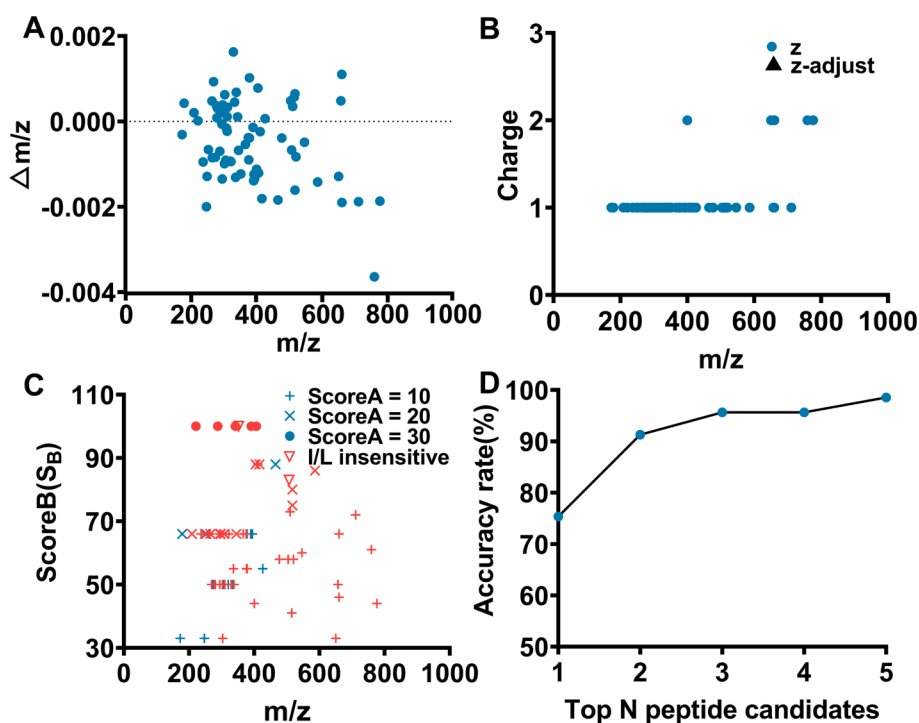 A
0.002
0.000
-0.002
-0.004
△m/z
0 200 400 600 800 1000
m/z
B
z
z-adjust
3
2
1
0
Charge
0 200 400 600 800 1000
m/z
C
ScoreA = 10
ScoreA = 20
ScoreA = 30
I/L insensitive
110
90
70
50
30
ScoreB(SB)
0 200 400 600 800 1000
m/z
D
100
90
80
70
60
50
Accuracy rate(%)
1 2 3 4 5
Top N peptide candidates